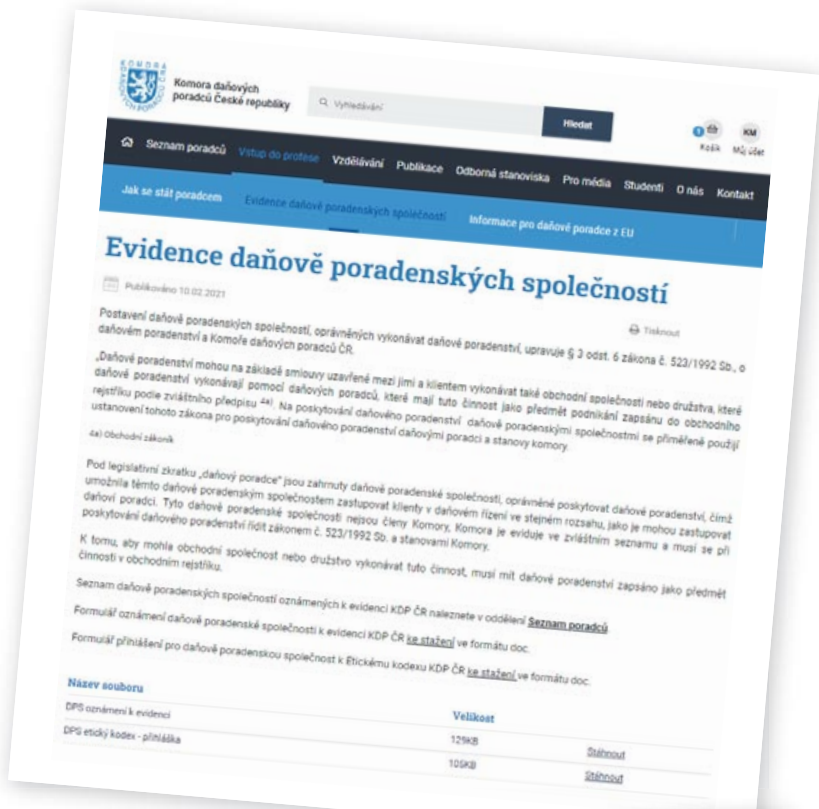 KOMORA DAŇOVÝCH PORADCŮ ČR
Komora daňových
poradců České republiky
Vyhledávání
Hledat
1
Košík
KM
Můj účet
Seznam poradců Vstup do profese Vzdělávání Publikace Odborná stanoviska Pro média Studenti O nás Kontakt
Jak se stát poradcem Evidence daňově poradenských společností Informace pro daňové poradce z EU
Evidence daňově poradenských společností
Publikováno 10.02.2021
Tisknout
Postavení daňově poradenských společností, oprávněných vykonávat daňové poradenství, upravuje § 3 odst. 6 zákona č. 523/1992 Sb., o
daňovém poradenství a Komoře daňových poradců ČR.
„Daňové poradenství mohou na základě smlouvy uzavřené mezi jimi a klientem vykonávat také obchodní společnosti nebo družstva, které
daňové poradenství vykonávají pomocí daňových poradců, které mají tuto činnost jako předmět podnikání zapsánu do obchodního
rejstříku podle zvláštního předpisu 4a). Na poskytování daňového poradenství daňově poradenskými společnostmi se přiměřeně použijí
ustanovení tohoto zákona pro poskytování daňového poradenství daňovými poradci a stanovy komory.
4a) Obchodní zákoník
Pod legislativní zkratku „daňový poradce" jsou zahrnuty daňově poradenské společnosti, oprávněné poskytovat daňové poradenství, čímž
umožnila těmto daňově poradenským společnostem zastupovat klienty v daňovém řízení ve stejném rozsahu, jako je mohou zastupovat
daňoví poradci. Tyto daňově poradenské společnosti nejsou členy Komory, Komora je eviduje ve zvláštním seznamu a musí se při
poskytování daňového poradenství řídit zákonem č. 523/1992 Sb. a stanovami Komory.
K tomu, aby mohla obchodní společnost nebo družstvo vykonávat tuto činnost, musí mít daňové poradenství zapsáno jako předmět
činnosti v obchodním rejstříku.
Seznam daňově poradenských společností oznámených k evidenci KDP ČR naleznete v oddělení Seznam poradců.
Formulář oznámení daňově poradenské společnosti k evidenci KDP ČR ke stažení ve formátu doc.
Formulář přihlášení pro daňově poradenskou společnost k Etickému kodexu KDP ČR ke stažení ve formátu doc.
Název souboru Velikost
DPS oznámení k evidenci 129KB Stáhnout
DPS etický kodex - přihláška 105KB Stáhnout